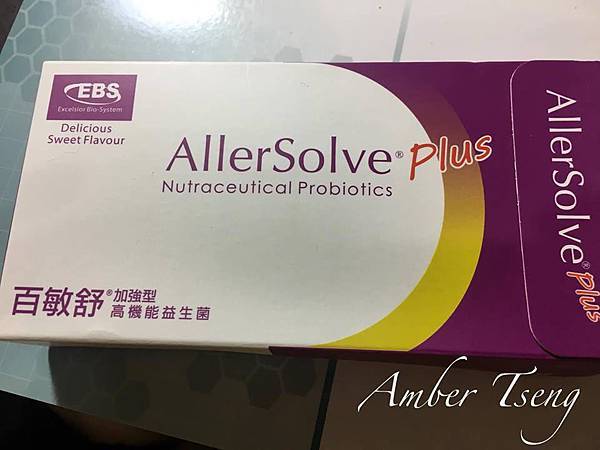 EBS
Excelsior Bio-System
Delicious
Sweet Flavour
AllerSolve® Plus
Nutraceutical Probiotics
百敏舒®加強型
高機能益生菌
AllerSolve® Plus
Amber Tseng